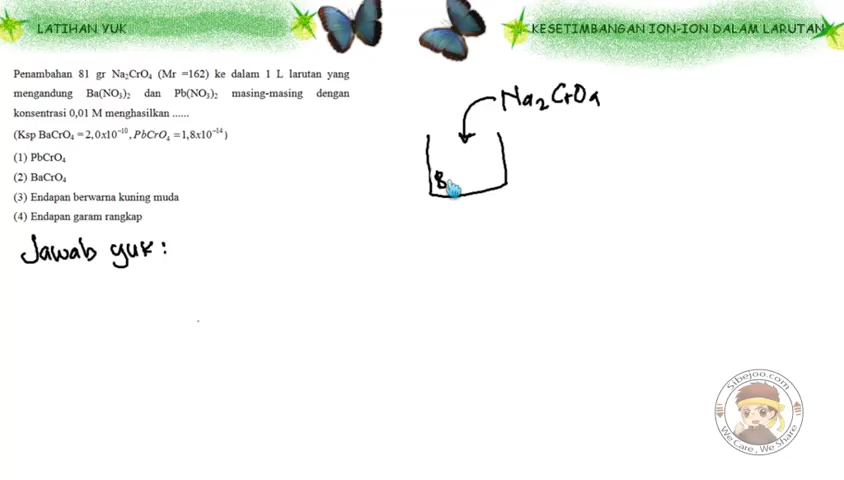 LATIHAN YUK
KESETIMBANGAN ION-ION DALAM LARUTAN
Penambahan 81 gr Na₂CrO₄ (Mr =162) ke dalam 1 L larutan yang
mengandung Ba(NO₃)₂ dan Pb(NO₃)₂ masing-masing dengan
konsentrasi 0,01 M menghasilkan ......
(Ksp BaCrO₄ = 2,0x10⁻¹⁰, PbCrO₄ = 1,8x10⁻¹⁴)
(1) PbCrO₄
(2) BaCrO₄
(3) Endapan berwarna kuning muda
(4) Endapan garam rangkap
Jawab yuk :
Na₂CrO₄
Sibejoo.com
We Care, We Share